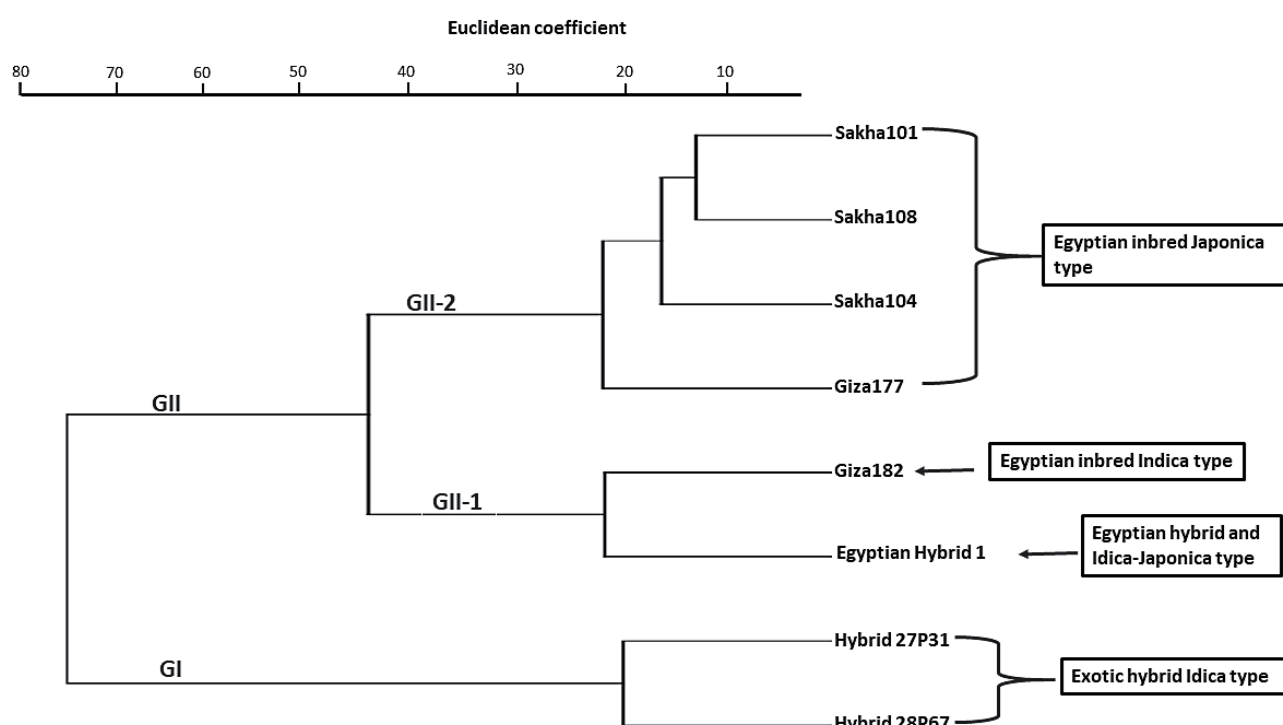 Euclidean coefficient
80 70 60 50 40 30 20 10
Sakha101
Sakha108
Egyptian inbred Japonica
type
Sakha104
GII-2
Giza177
GII
Giza182
Egyptian inbred Indica type
GII-1
Egyptian Hybrid 1
Egyptian hybrid and
Idica-Japonica type
Hybrid 27P31
GI
Exotic hybrid Idica type
Hybrid 28P67